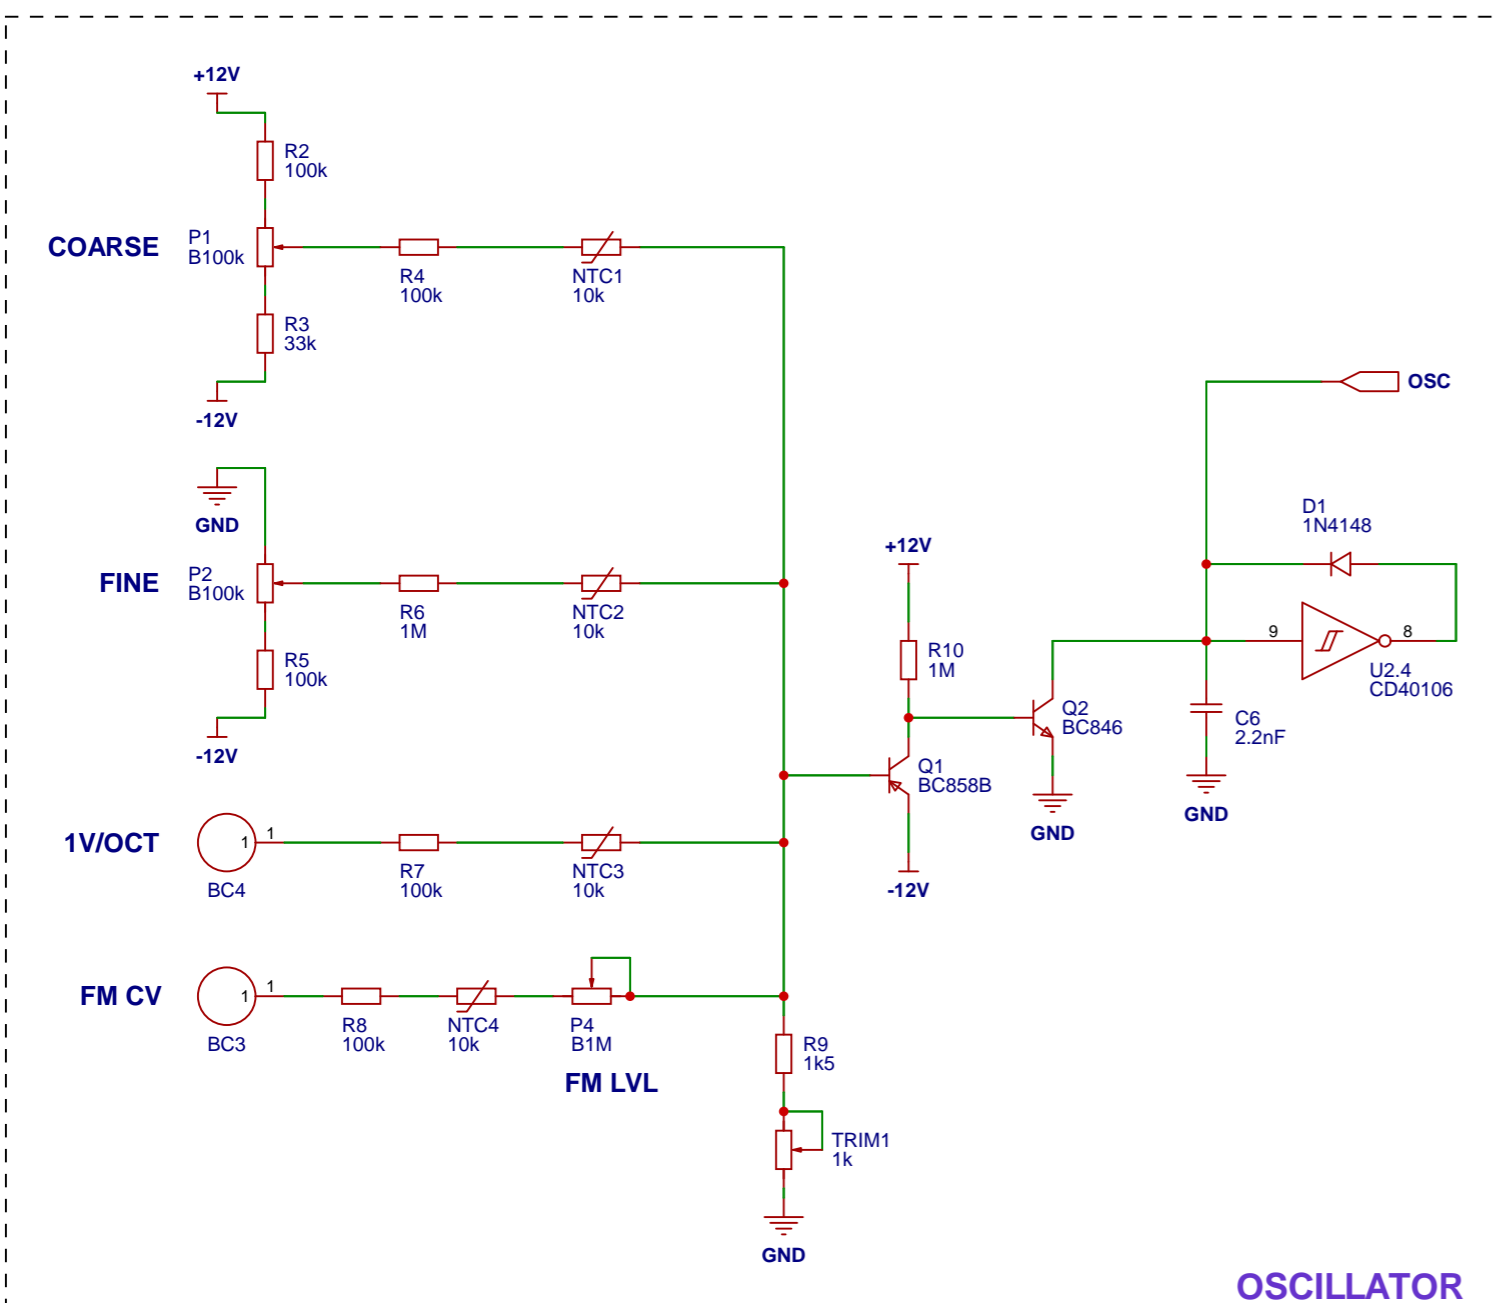 +12V
R2
100k
COARSE
P1
B100k
R4
100k
NTC1
10k
R3
33k
-12V
OSC
GND
FINE
P2
B100k
R6
1M
NTC2
10k
R5
100k
-12V
+12V
R10
1M
D1
1N4148
9
8
U2.4
CD40106
Q2
BC846
C6
2.2nF
Q1
BC858B
GND
GND
-12V
1V/OCT
1
1
BC4
R7
100k
NTC3
10k
FM CV
1
1
BC3
R8
100k
NTC4
10k
P4
B1M
FM LVL
R9
1k5
TRIM1
1k
GND
OSCILLATOR